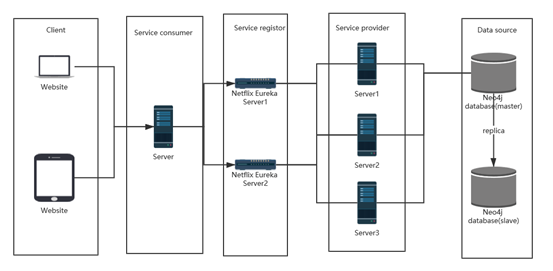 Client
Service consumer
Service registor
Service provider
Data source
Website
Website
Server
Netflix Eureka
Server1
Netflix Eureka
Server2
Server1
Server2
Server3
Neo4j
database(master)
replica
Neo4j
database(slave)